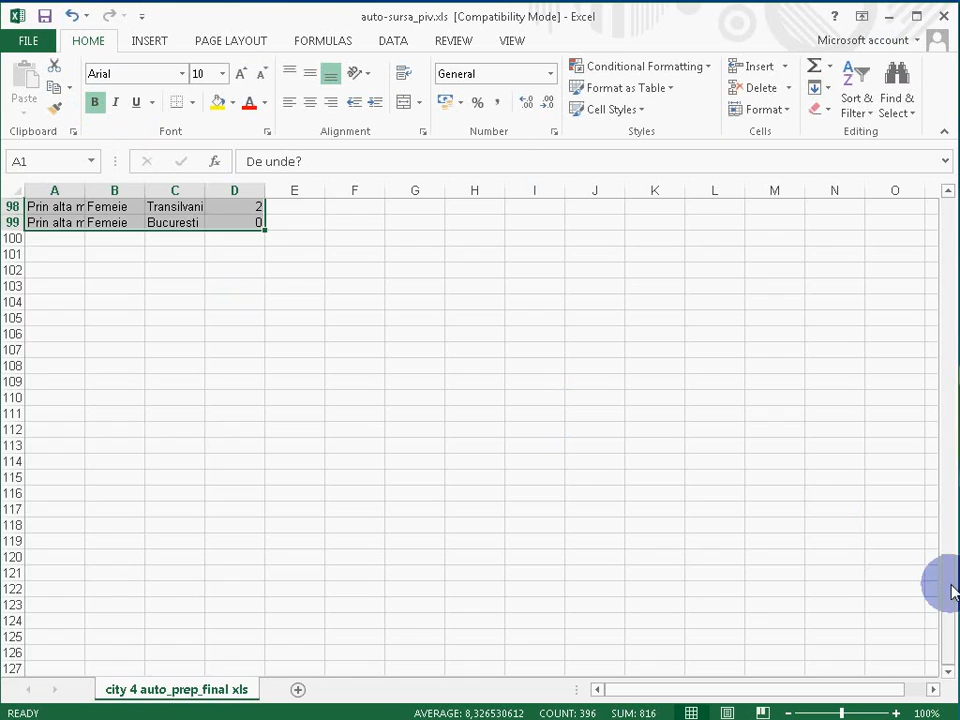 auto-sursa_piv.xls [Compatibility Mode] - Excel
FILE HOME INSERT PAGE LAYOUT FORMULAS DATA REVIEW VIEW Microsoft account
Paste Arial 10 General Conditional Formatting Insert
Format as Table Delete Sort & Find &
B I U % Cell Styles Format Filter Select
Clipboard Font Alignment Number Styles Cells Editing
A1 fx De unde?
A B C D E F G H I J K L M N O
98 Prin alta m Femeie Transilvani 2
99 Prin alta m Femeie Bucuresti 0
100
101
102
103
104
105
106
107
108
109
110
111
112
113
114
115
116
117
118
119
120
121
122
123
124
125
126
127
city 4 auto_prep_final xls
READY AVERAGE: 8,326530612 COUNT: 396 SUM: 816 100%